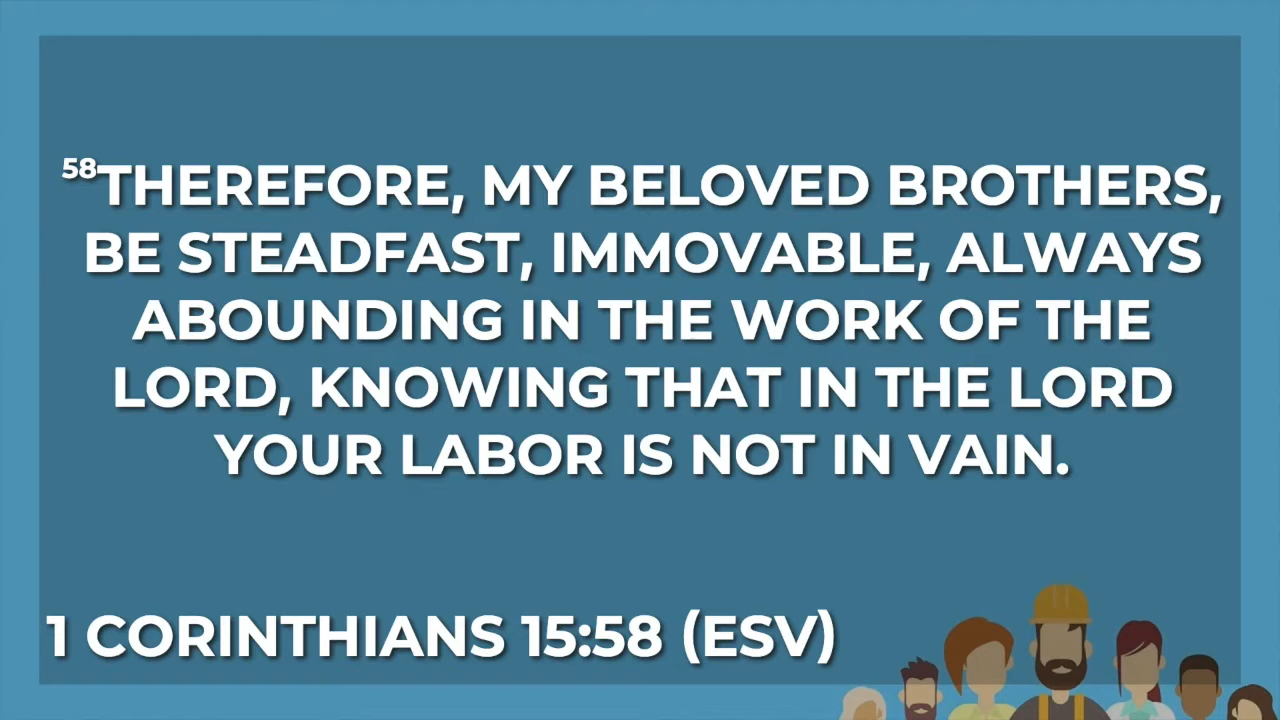 58THEREFORE, MY BELOVED BROTHERS,
BE STEADFAST, IMMOVABLE, ALWAYS
ABOUNDING IN THE WORK OF THE
LORD, KNOWING THAT IN THE LORD
YOUR LABOR IS NOT IN VAIN.
1 CORINTHIANS 15:58 (ESV)